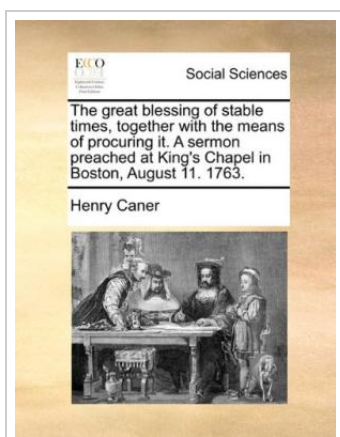 ECCO
Social Sciences
The great blessing of stable
times, together with the means
of procuring it. A sermon
preached at King's Chapel in
Boston, August 11. 1763.
Henry Caner